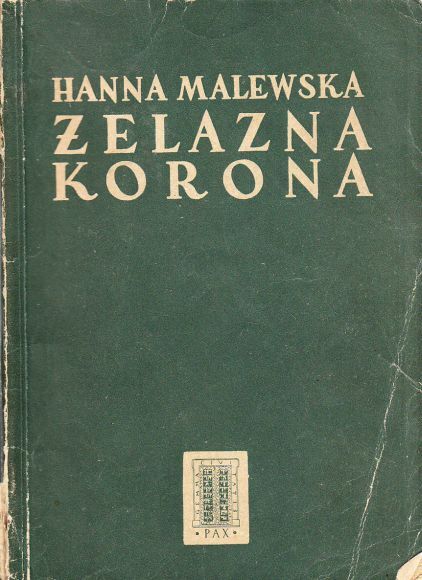 HANNA MALEWSKA
ŻELAZNA
KORONA
· PAX ·